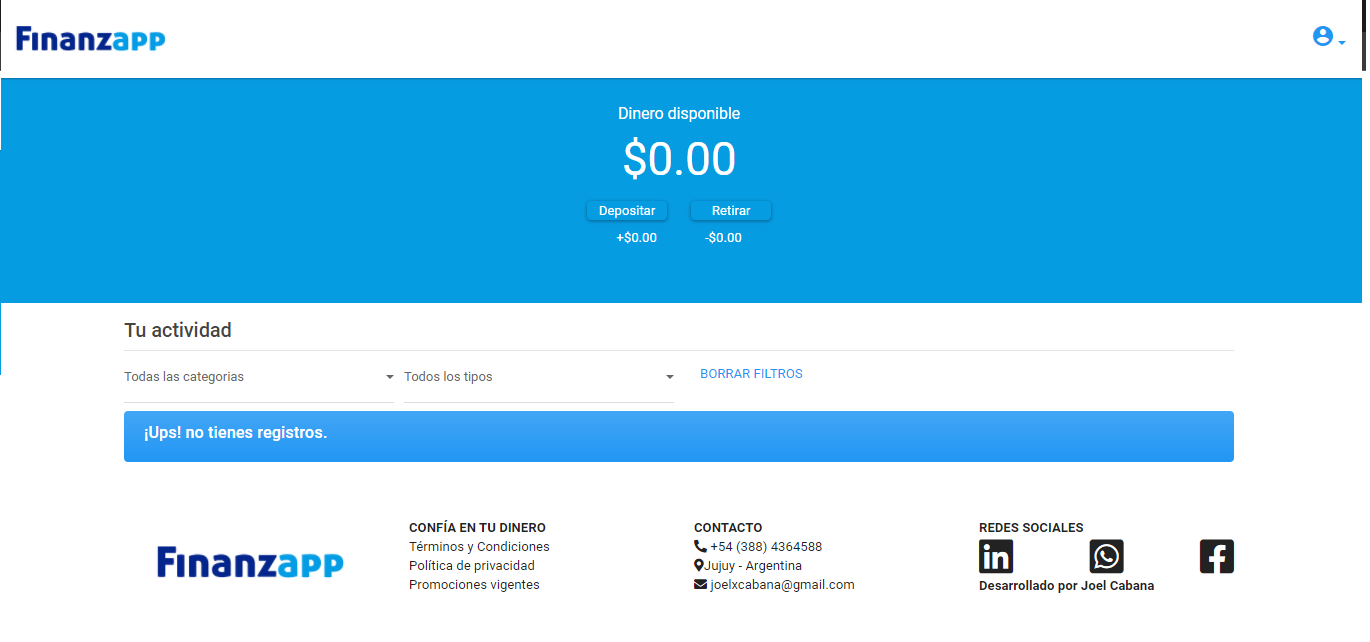 Finanzapp
Dinero disponible
$0.00
Depositar Retirar
+$0.00 -$0.00
Tu actividad
Todas las categorias Todos los tipos BORRAR FILTROS
¡Ups! no tienes registros.
Finanzapp
CONFÍA EN TU DINERO
Términos y Condiciones
Política de privacidad
Promociones vigentes
CONTACTO
+54 (388) 4364588
Jujuy - Argentina
joelxcabana@gmail.com
REDES SOCIALES
in
Desarrollado por Joel Cabana